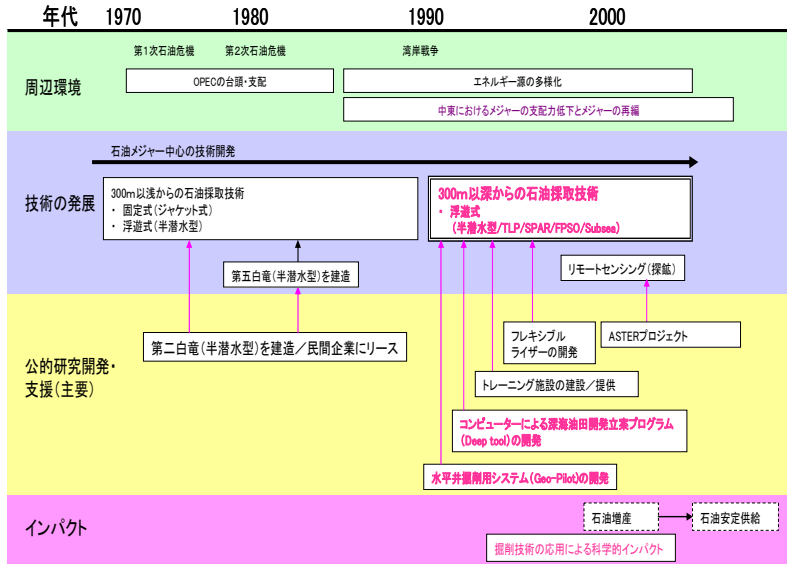 年代 1970 1980 1990 2000
第1次石油危機 第2次石油危機 湾岸戦争
周辺環境
OPECの台頭・支配 エネルギー源の多様化
中東におけるメジャーの支配力低下とメジャーの再編
石油メジャー中心の技術開発
技術の発展
300m以浅からの石油採取技術
・ 固定式(ジャケット式)
・ 浮遊式(半潜水型)
300m以深からの石油採取技術
・ 浮遊式
(半潜水型/TLP/SPAR/FPSO/Subsea)
第五白竜(半潜水型)を建造
リモートセンシング(探鉱)
公的研究開発・
支援(主要)
第二白竜(半潜水型)を建造/民間企業にリース
フレキシブル
ライザーの開発
ASTERプロジェクト
トレーニング施設の建設/提供
コンピューターによる深海油田開発立案プログラム
(Deep tool)の開発
水平井掘削用システム(Geo-Pilot)の開発
インパクト
石油増産 石油安定供給
掘削技術の応用による科学的インパクト